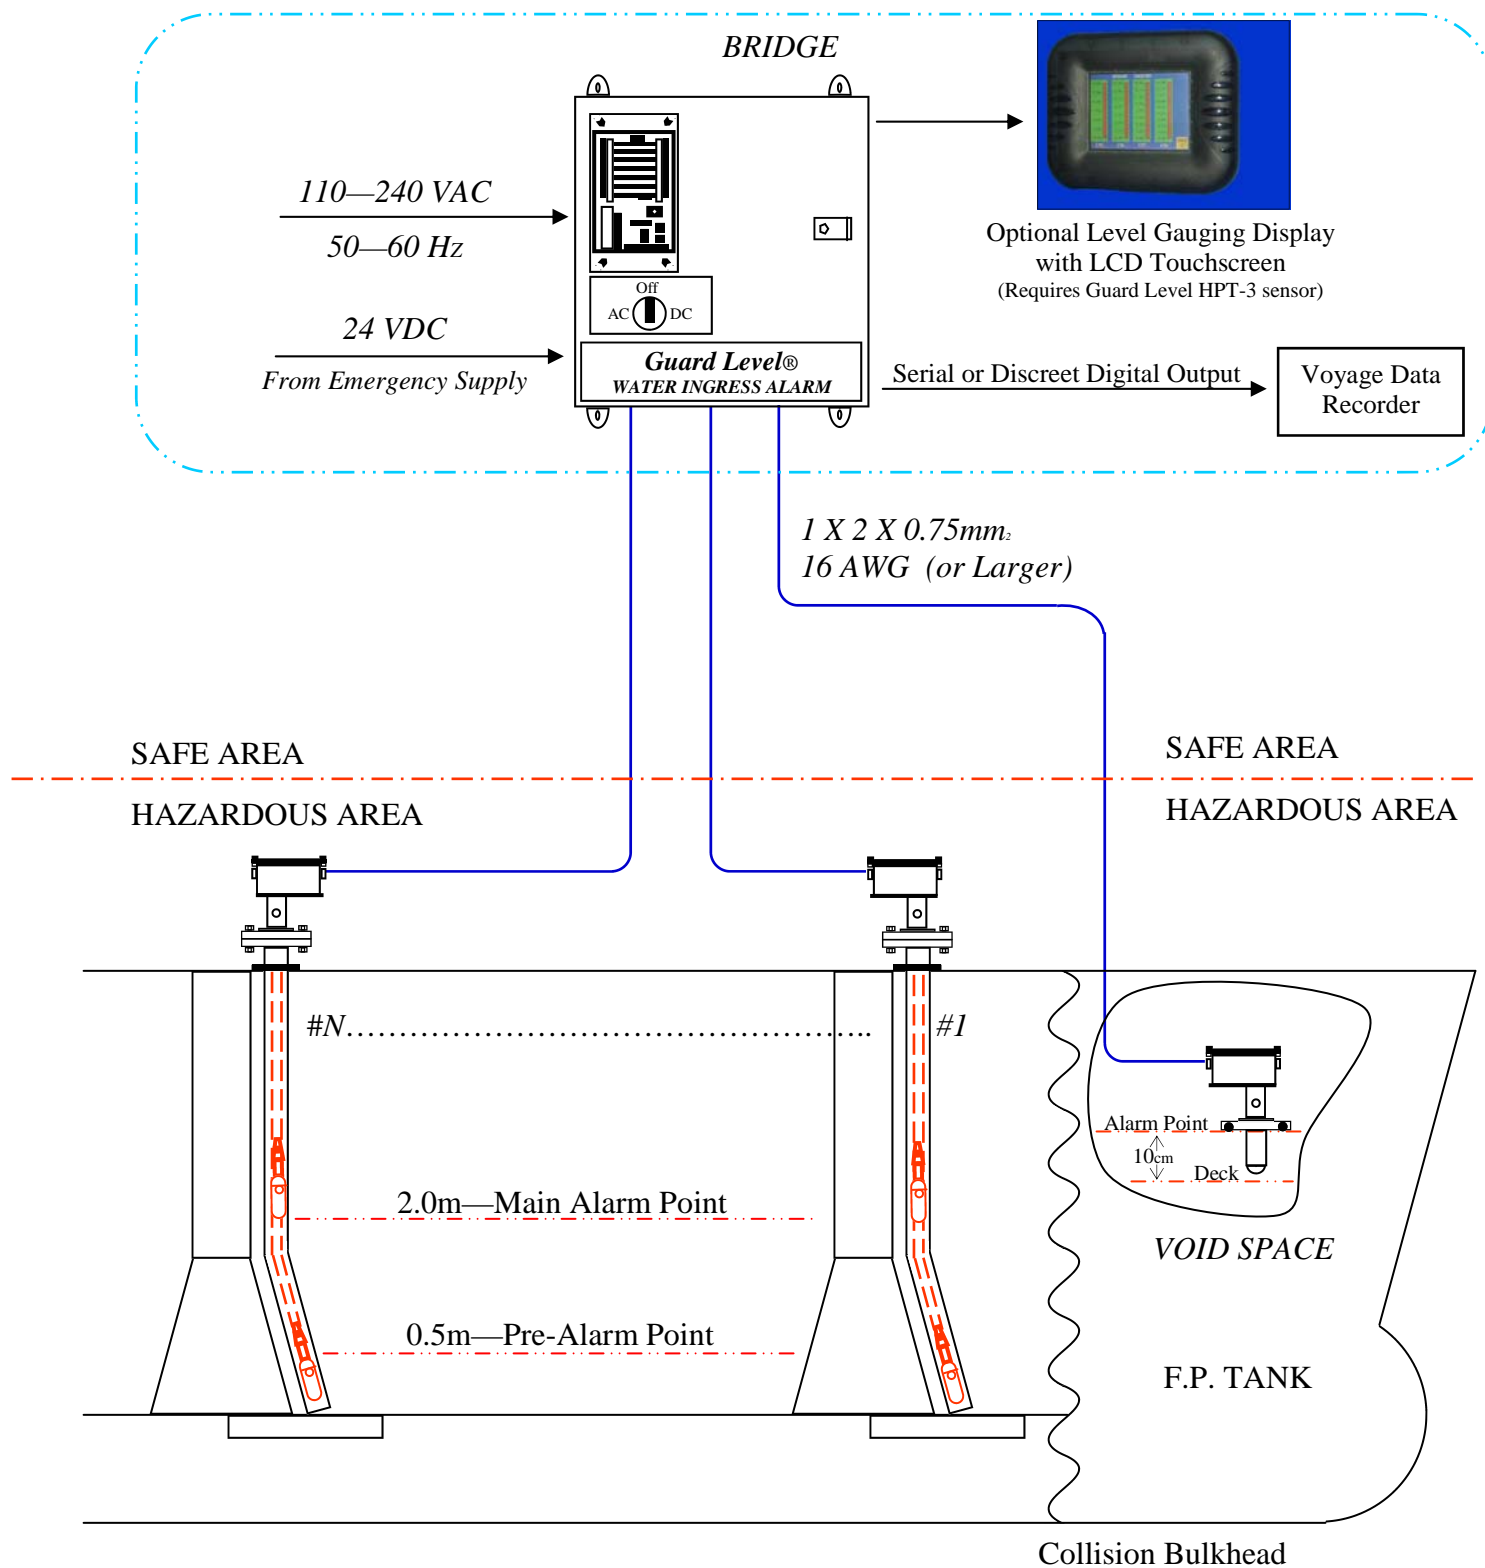 BRIDGE
110—240 VAC
50—60 Hz
24 VDC
From Emergency Supply
Off
AC
DC
Guard Level®
WATER INGRESS ALARM
Optional Level Gauging Display
with LCD Touchscreen
(Requires Guard Level HPT-3 sensor)
Serial or Discreet Digital Output
Voyage Data
Recorder
1 X 2 X 0.75mm2
16 AWG (or Larger)
SAFE AREA
SAFE AREA
HAZARDOUS AREA
HAZARDOUS AREA
#N……………………………………………..
#1
Alarm Point
10cm
Deck
2.0m—Main Alarm Point
VOID SPACE
0.5m—Pre-Alarm Point
F.P. TANK
Collision Bulkhead